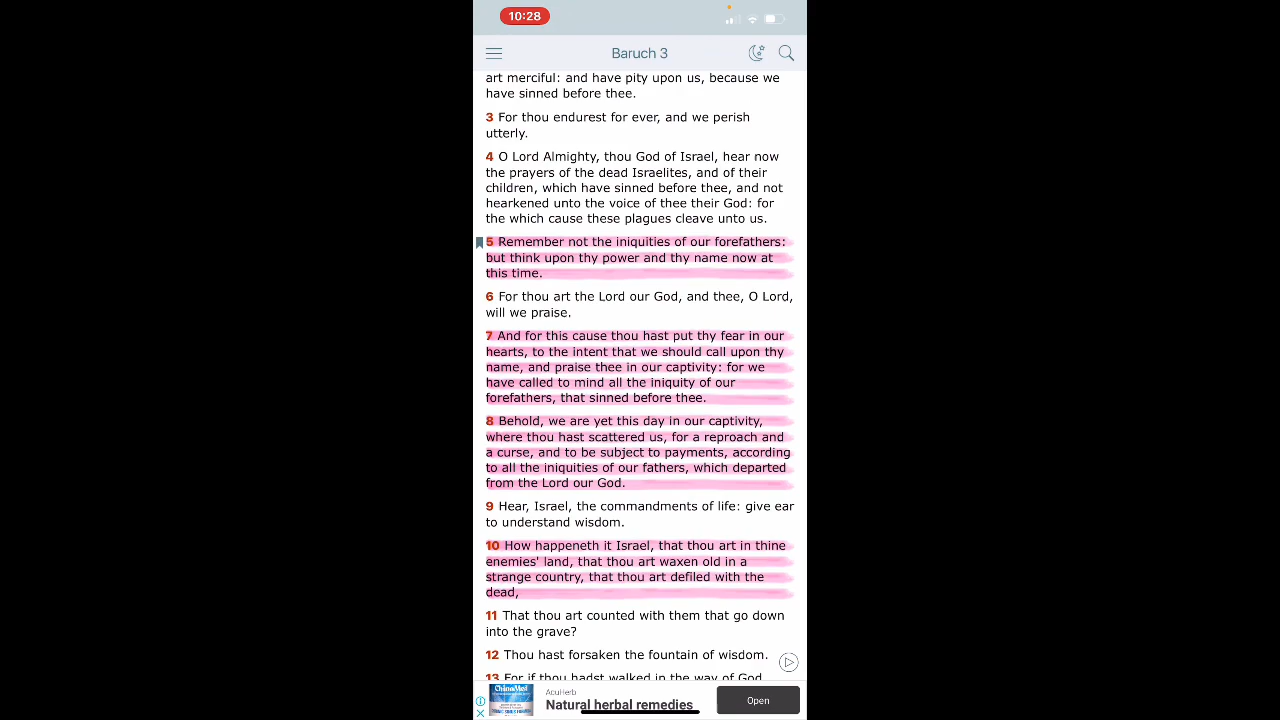 10:28
Baruch 3
art merciful: and have pity upon us, because we
have sinned before thee.
3 For thou endurest for ever, and we perish
utterly.
4 O Lord Almighty, thou God of Israel, hear now
the prayers of the dead Israelites, and of their
children, which have sinned before thee, and not
hearkened unto the voice of thee their God: for
the which cause these plagues cleave unto us.
5 Remember not the iniquities of our forefathers:
but think upon thy power and thy name now at
this time.
6 For thou art the Lord our God, and thee, O Lord,
will we praise.
7 And for this cause thou hast put thy fear in our
hearts, to the intent that we should call upon thy
name, and praise thee in our captivity: for we
have called to mind all the iniquity of our
forefathers, that sinned before thee.
8 Behold, we are yet this day in our captivity,
where thou hast scattered us, for a reproach and
a curse, and to be subject to payments, according
to all the iniquities of our fathers, which departed
from the Lord our God.
9 Hear, Israel, the commandments of life: give ear
to understand wisdom.
10 How happeneth it Israel, that thou art in thine
enemies' land, that thou art waxen old in a
strange country, that thou art defiled with the
dead,
11 That thou art counted with them that go down
into the grave?
12 Thou hast forsaken the fountain of wisdom.
13 For if thou hadst walked in the way of God,
ChinaMed
AcuHerb
Natural herbal remedies
Open